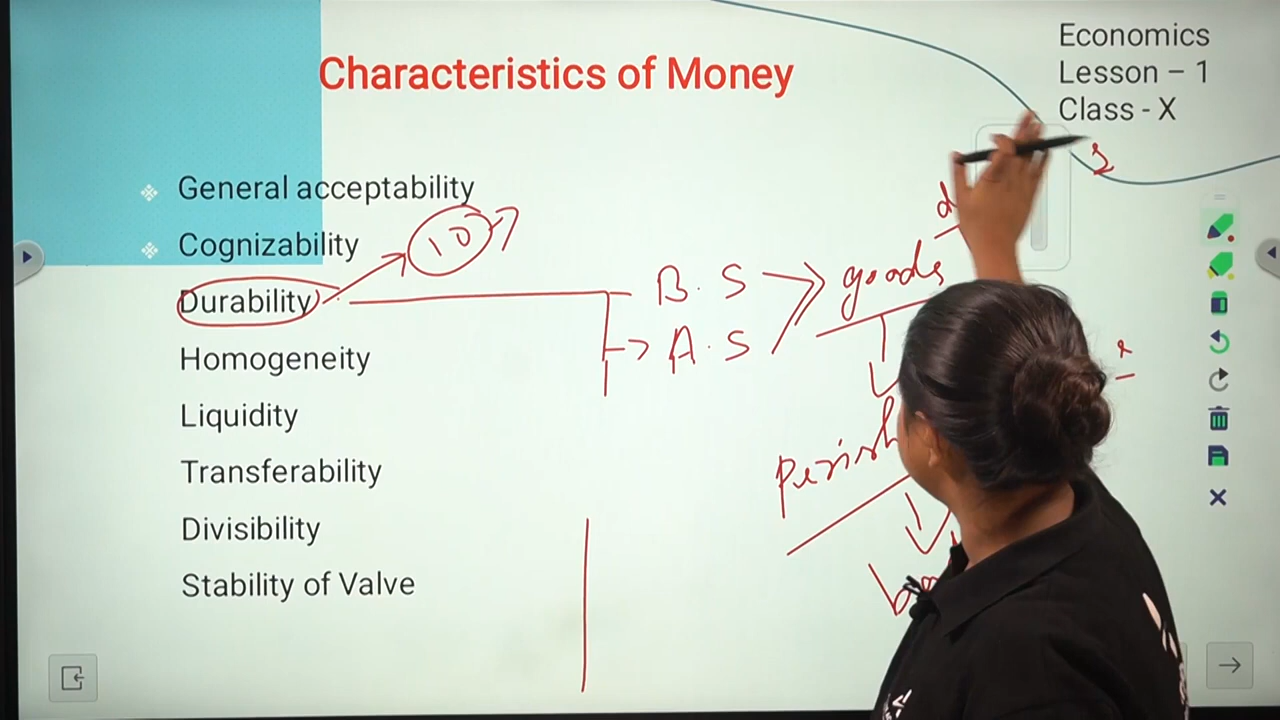 Characteristics of Money
Economics
Lesson – 1
Class - X
General acceptability
Cognizability
10
Durability
B.S
goods
A.S
Homogeneity
Liquidity
Transferability
Divisibility
Stability of Valve